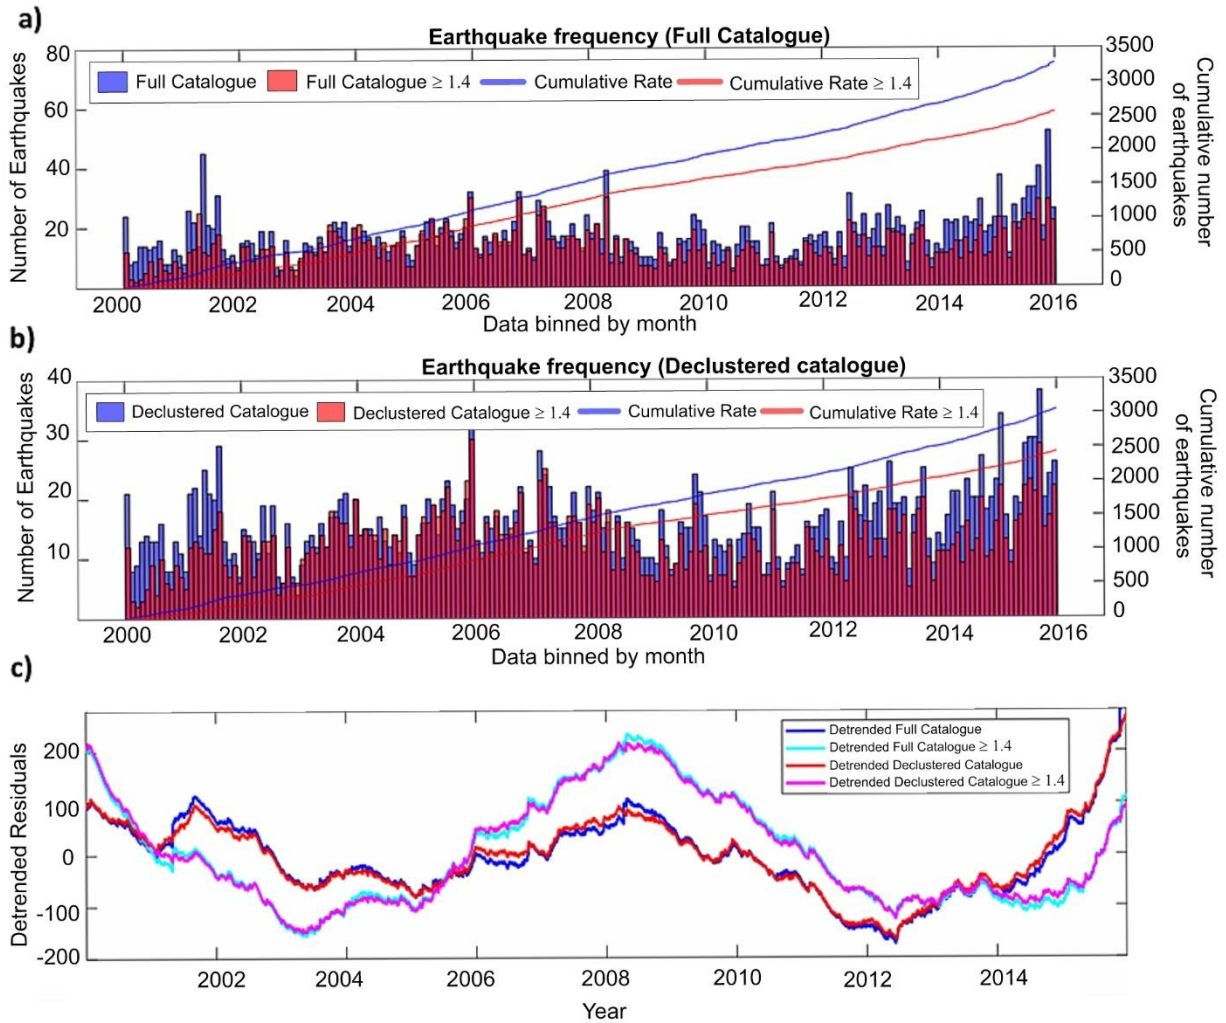 a)
Earthquake frequency (Full Catalogue)
Number of Earthquakes
80
60
40
20
Full Catalogue
Full Catalogue ≥ 1.4
Cumulative Rate
Cumulative Rate ≥ 1.4
3500
3000
2500
2000
1500
1000
500
0
Cumulative number
of earthquakes
2000 2002 2004 2006 2008 2010 2012 2014 2016
Data binned by month
b)
Earthquake frequency (Declustered catalogue)
Number of Earthquakes
40
30
20
10
Declustered Catalogue
Declustered Catalogue ≥ 1.4
Cumulative Rate
Cumulative Rate ≥ 1.4
3500
3000
2500
2000
1500
1000
500
0
Cumulative number
of earthquakes
2000 2002 2004 2006 2008 2010 2012 2014 2016
Data binned by month
c)
Detrended Residuals
200
100
0
-100
-200
Detrended Full Catalogue
Detrended Full Catalogue ≥ 1.4
Detrended Declustered Catalogue
Detrended Declustered Catalogue ≥ 1.4
2002 2004 2006 2008 2010 2012 2014
Year